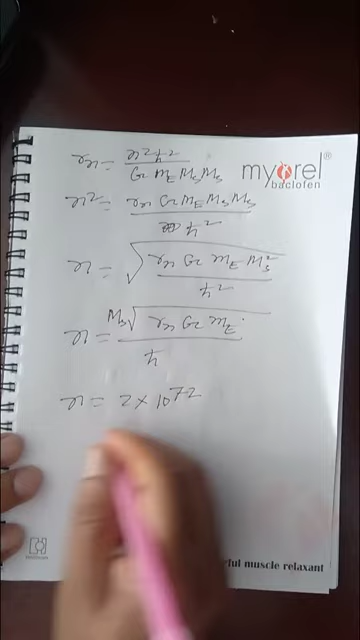 rn = n²ħ² / G mE Ms Ms
myorel®
baclofen
n² = rn G mE Ms Ms / ħ²
n = √(rn G mE Ms² / ħ²)
n = Ms √(rn G mE) / ħ
n = 2 × 10⁷²
ful muscle relaxant